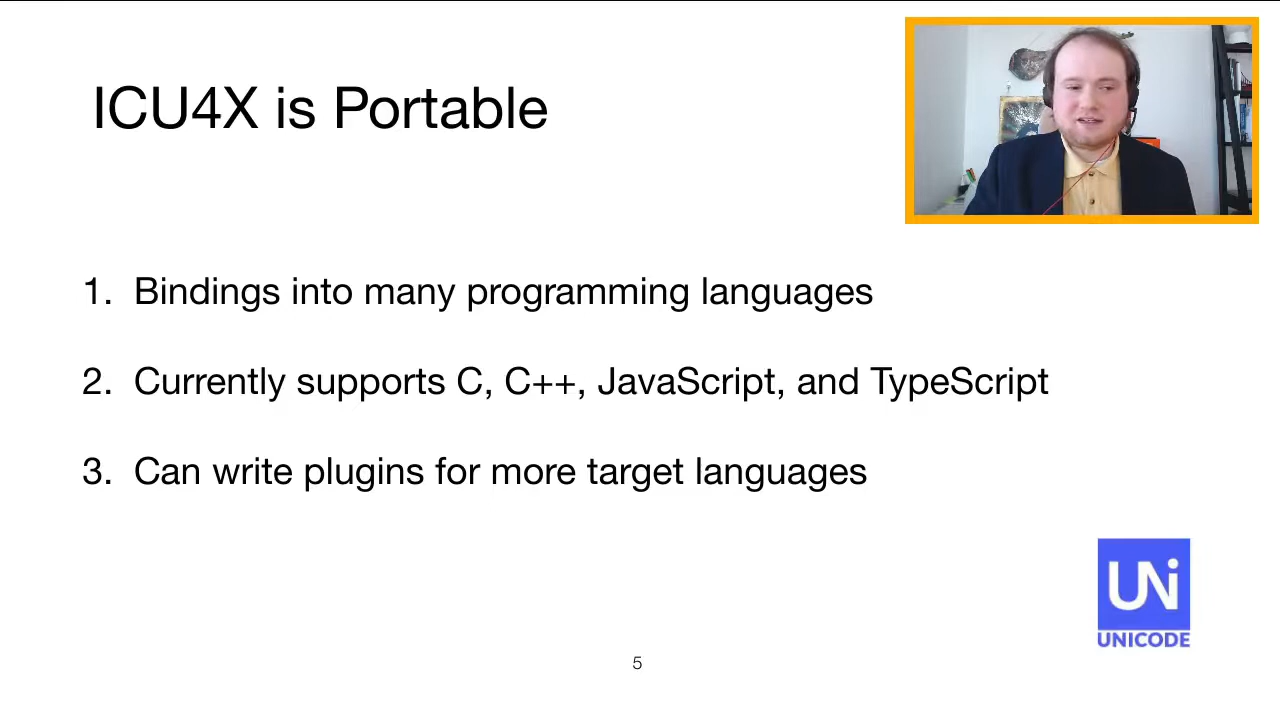 ICU4X is Portable
1. Bindings into many programming languages
2. Currently supports C, C++, JavaScript, and TypeScript
3. Can write plugins for more target languages
UNi
UNICODE
5